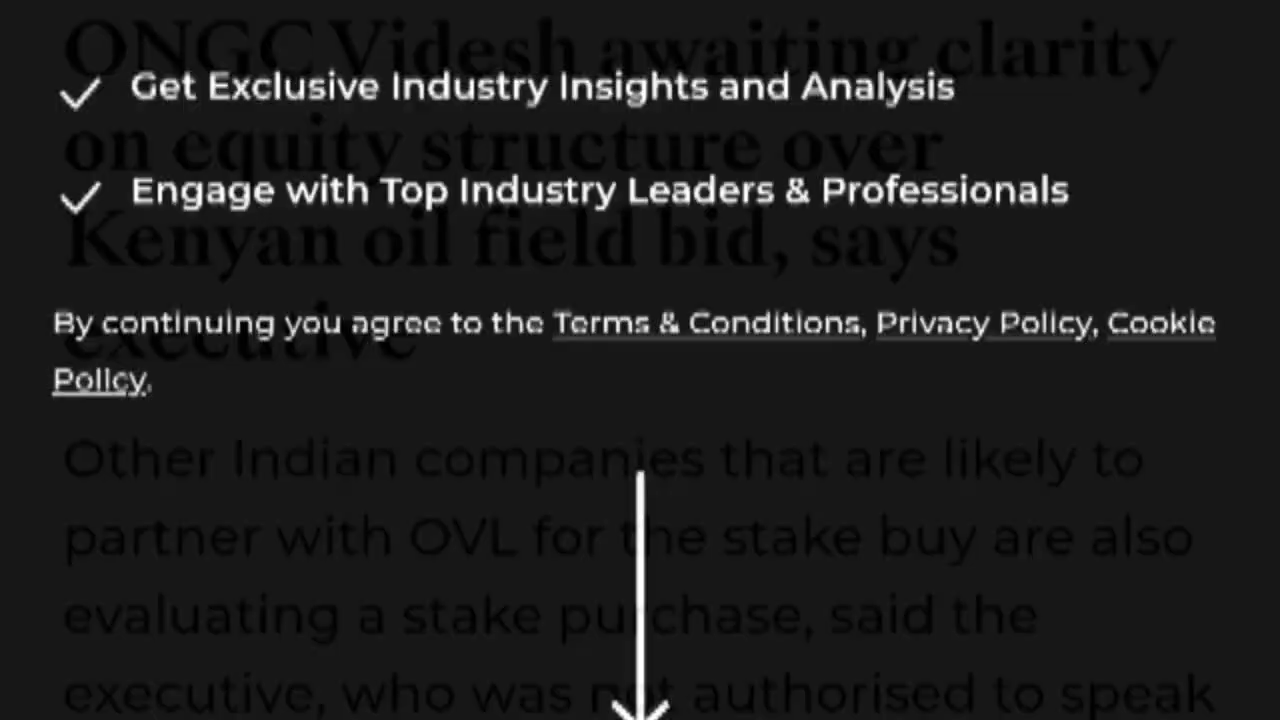 ONGC Videsh awaiting clarity
Get Exclusive Industry Insights and Analysis
on equity structure over
Engage with Top Industry Leaders & Professionals
Kenyan oil field bid, says
By continuing you agree to the Terms & Conditions, Privacy Policy, Cookie
executive
Policy.
Other Indian companies that are likely to
partner with OVL for the stake buy are also
evaluating a stake purchase, said the
executive, who was not authorised to speak